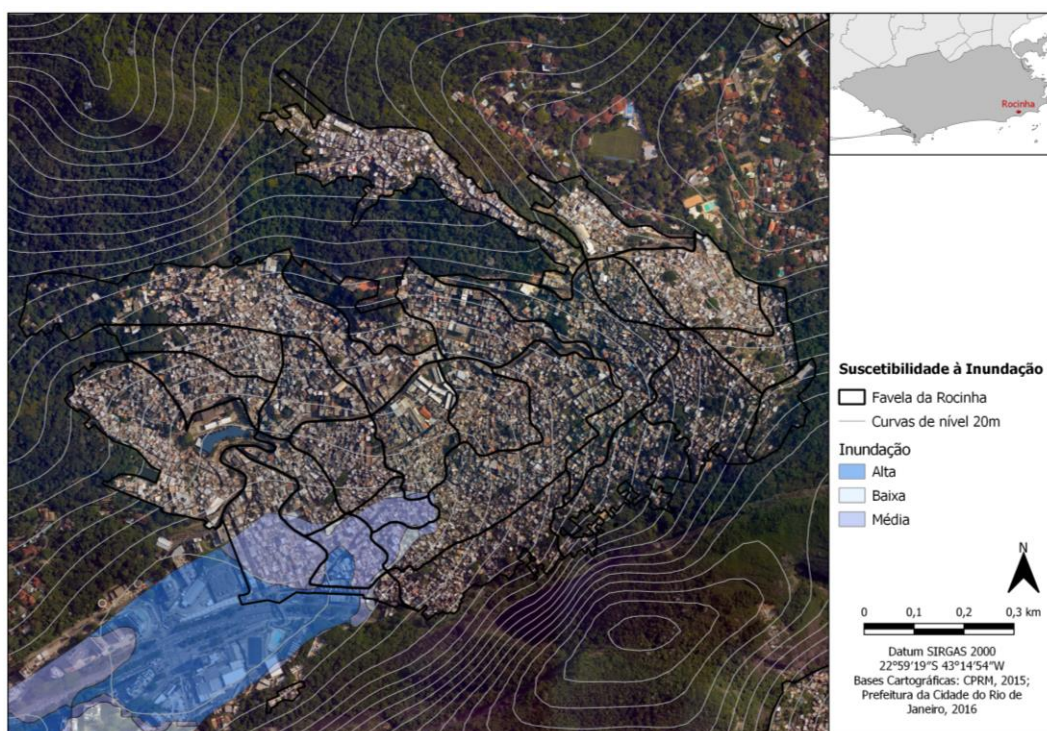 Rocinha
Suscetibilidade à Inundação
Favela da Rocinha
Curvas de nível 20m
Inundação
Alta
Baixa
Média
N
0 0,1 0,2 0,3 km
Datum SIRGAS 2000
22°59'19"S 43°14'54"W
Bases Cartográficas: CPRM, 2015;
Prefeitura da Cidade do Rio de
Janeiro, 2016